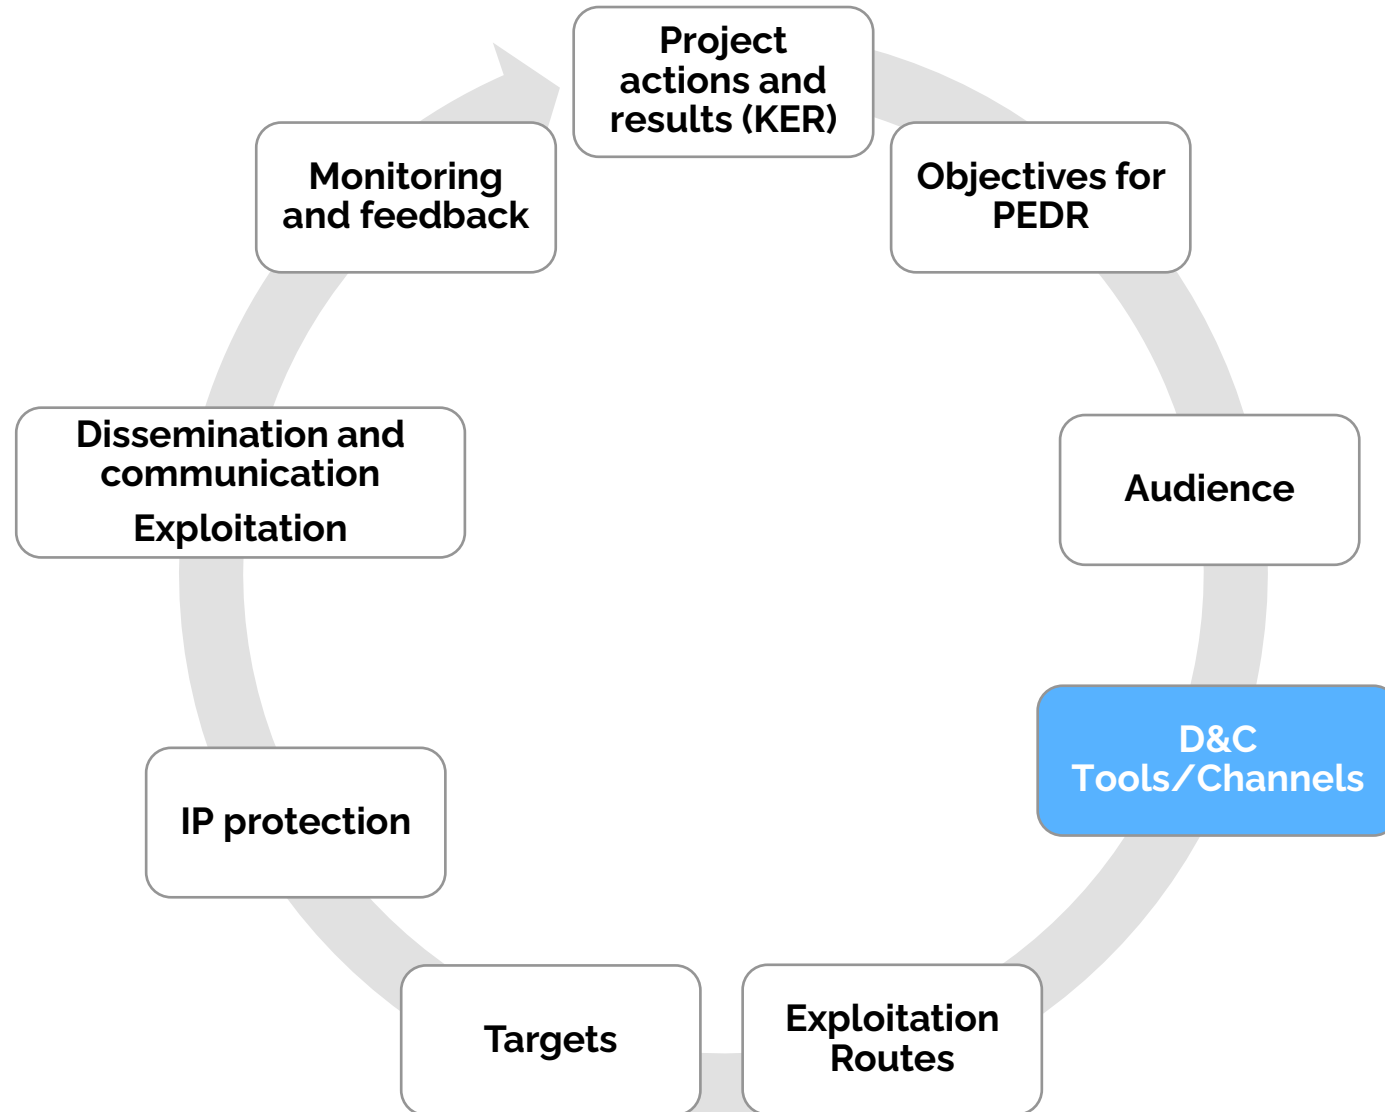 Project
actions and
results (KER)
Objectives for
PEDR
Audience
D&C
Tools/Channels
Exploitation
Routes
Targets
IP protection
Dissemination and
communication
Exploitation
Monitoring
and feedback